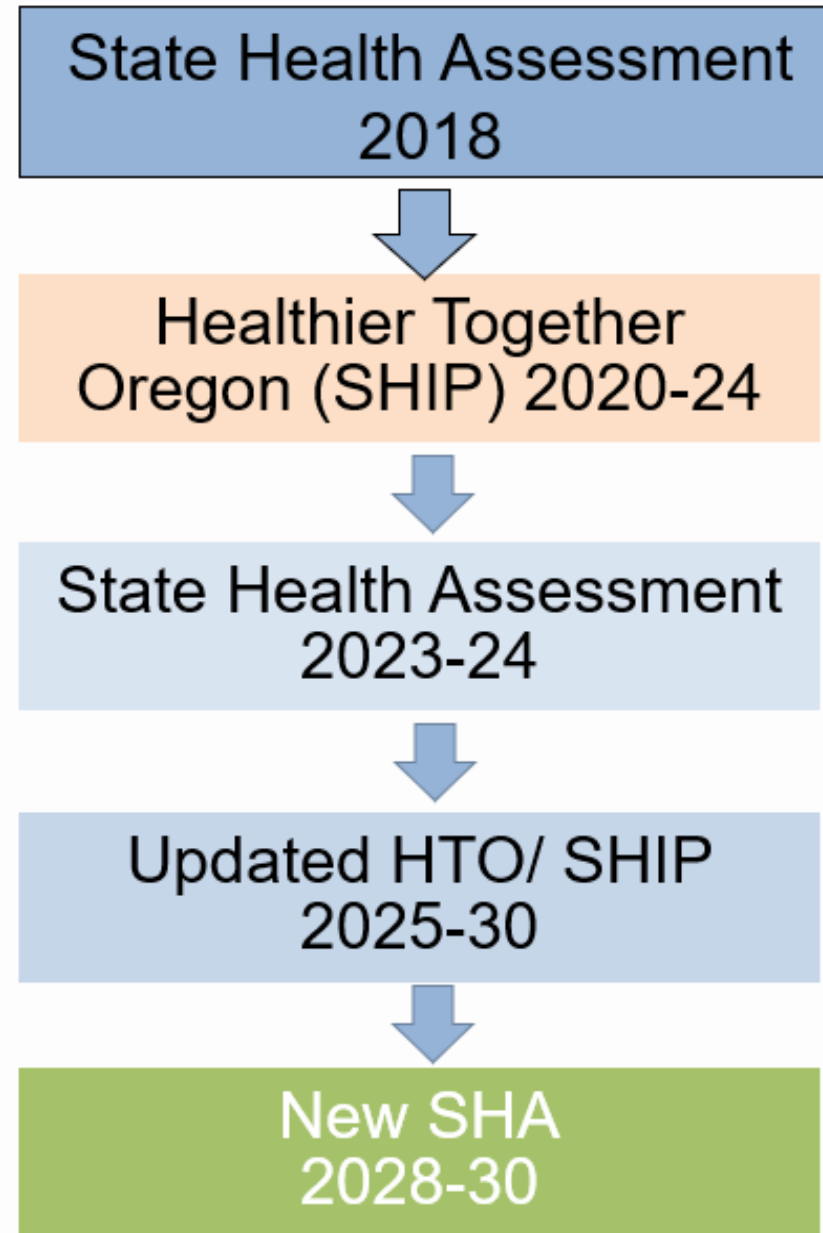 State Health Assessment
2018
Healthier Together
Oregon (SHIP) 2020-24
State Health Assessment
2023-24
Updated HTO/ SHIP
2025-30
New SHA
2028-30